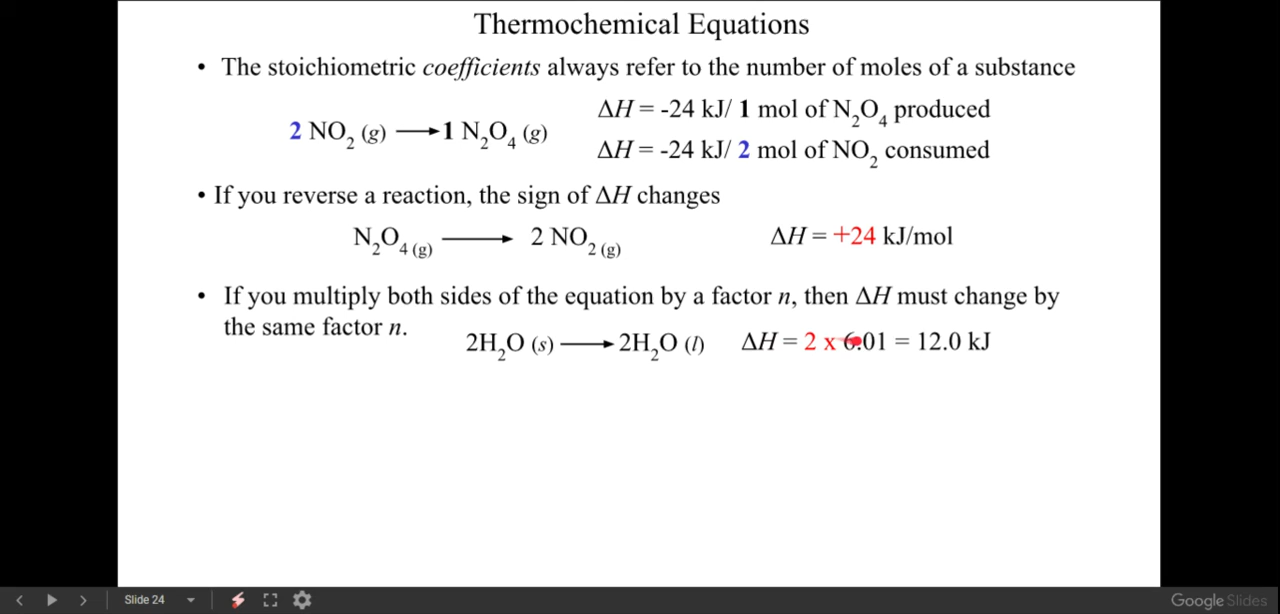 Thermochemical Equations
• The stoichiometric coefficients always refer to the number of moles of a substance
2 NO₂ (g) ⟶ 1 N₂O₄ (g)
ΔH = -24 kJ/ 1 mol of N₂O₄ produced
ΔH = -24 kJ/ 2 mol of NO₂ consumed
• If you reverse a reaction, the sign of ΔH changes
N₂O₄ (g) ⟶ 2 NO₂ (g) ΔH = +24 kJ/mol
• If you multiply both sides of the equation by a factor n, then ΔH must change by
the same factor n.
2H₂O (s) ⟶ 2H₂O (l) ΔH = 2 x 6.01 = 12.0 kJ
Slide 24
Google Slides